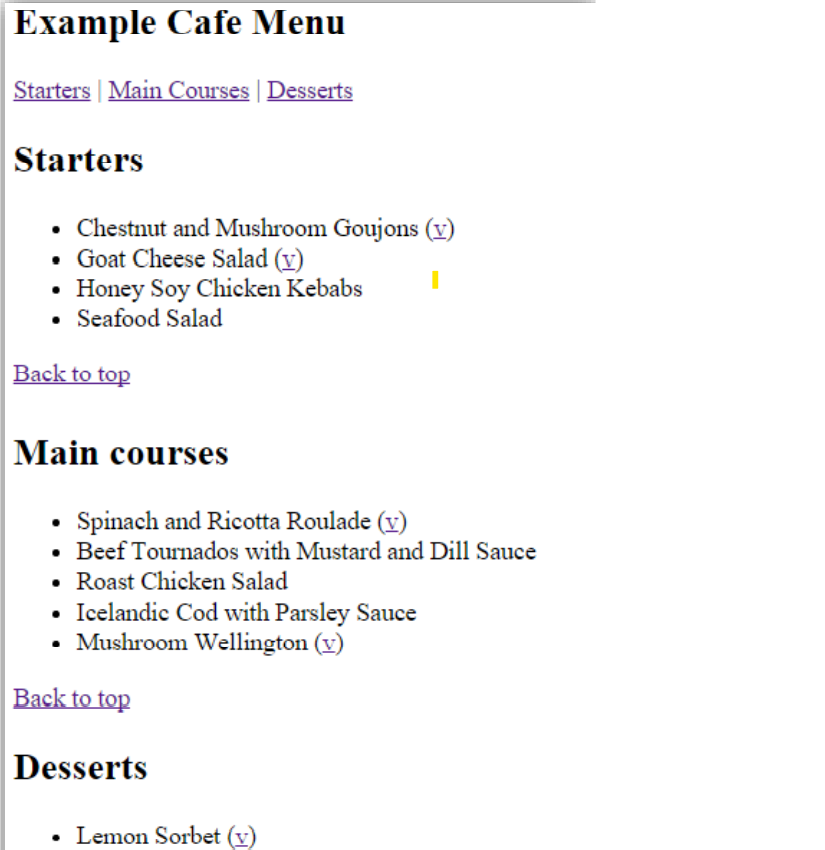 Example Cafe Menu
Starters | Main Courses | Desserts
Starters
• Chestnut and Mushroom Goujons (v)
• Goat Cheese Salad (v)
• Honey Soy Chicken Kebabs
• Seafood Salad
Back to top
Main courses
• Spinach and Ricotta Roulade (v)
• Beef Tournados with Mustard and Dill Sauce
• Roast Chicken Salad
• Icelandic Cod with Parsley Sauce
• Mushroom Wellington (v)
Back to top
Desserts
• Lemon Sorbet (v)